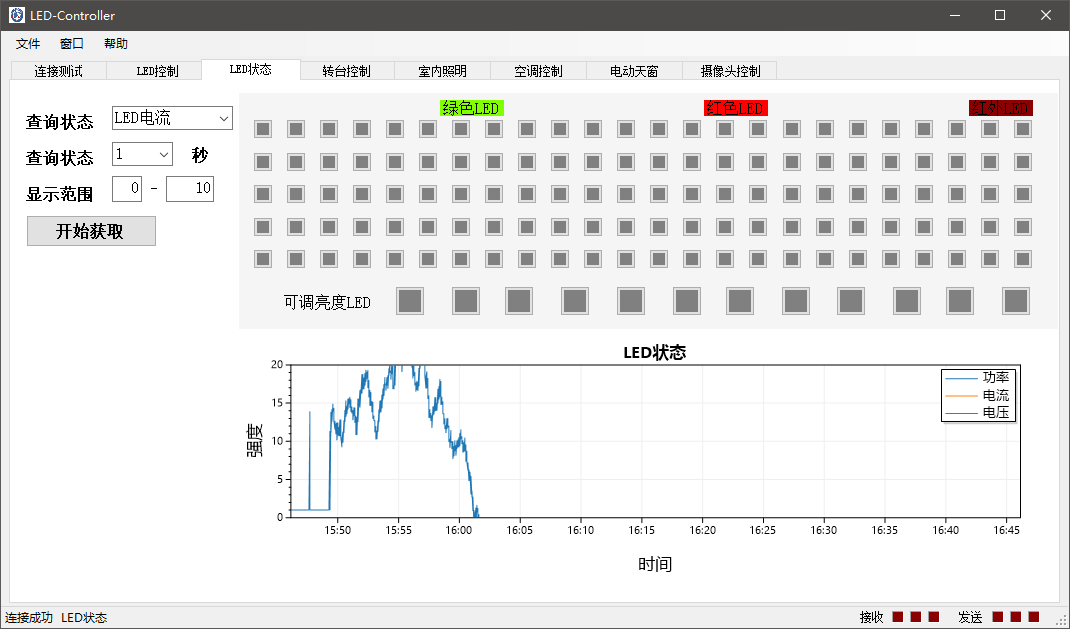 LED-Controller
文件 窗口 帮助
连接测试 LED控制 LED状态 转台控制 室内照明 空调控制 电动天窗 摄像头控制
查询状态 LED电流
查询状态 1 秒
显示范围 0 - 10
开始获取
绿色LED 红色LED 红外LED
可调亮度LED
LED状态
功率
电流
电压
强度
20
15
10
5
0
15:50 15:55 16:00 16:05 16:10 16:15 16:20 16:25 16:30 16:35 16:40 16:45
时间
连接成功 LED状态 接收 发送